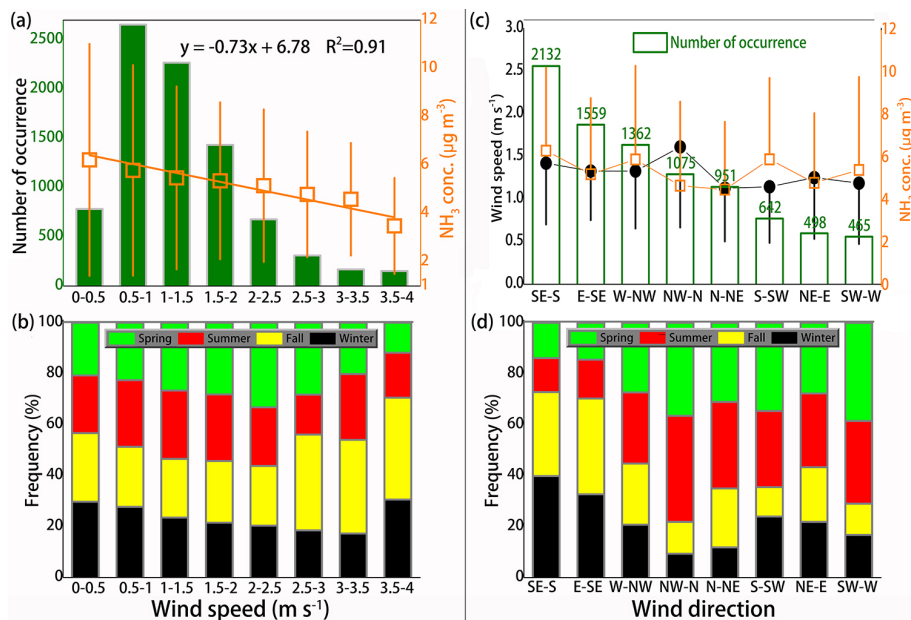 (a)
y = -0.73x + 6.78 R²=0.91
Number of occurrence
2500
2000
1500
1000
500
0
12
10
8
6
4
2
1
NH₃ conc. (µg m⁻³)
0-0.5 0.5-1 1-1.5 1.5-2 2-2.5 2.5-3 3-3.5 3.5-4
(b)
Spring Summer Fall Winter
Frequency (%)
100
80
60
40
20
0
0-0.5 0.5-1 1-1.5 1.5-2 2-2.5 2.5-3 3-3.5 3.5-4
Wind speed (m s⁻¹)
(c)
Number of occurrence
Wind speed (m s⁻¹)
3.0
2.5
2.0
1.5
1.0
0.5
0.0
2132
1559
1362
1075
951
642
498
465
12
10
8
6
4
2
0
conc. (µg m⁻³)
SE-S E-SE W-NW NW-N N-NE S-SW NE-E SW-W
(d)
Spring Summer Fall Winter
Frequency (%)
100
80
60
40
20
0
SE-S E-SE W-NW NW-N N-NE S-SW NE-E SW-W
Wind direction